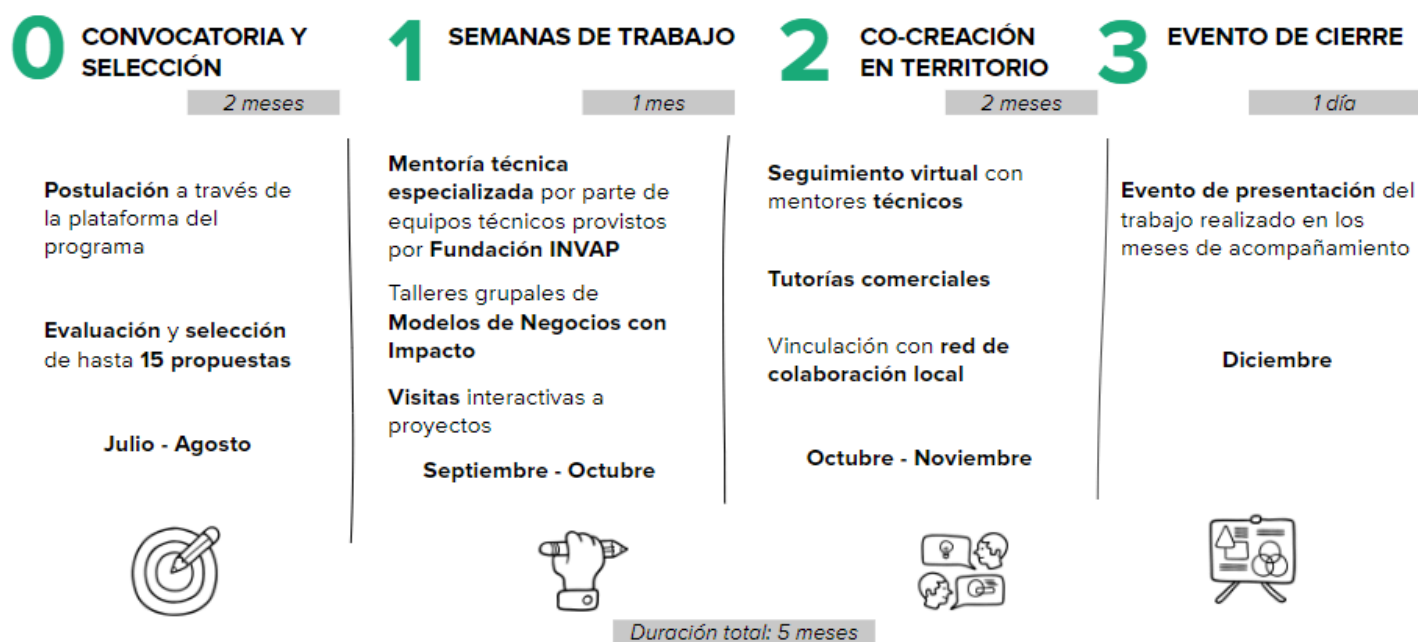 0 CONVOCATORIA Y
SELECCIÓN
2 meses
Postulación a través de
la plataforma del
programa
Evaluación y selección
de hasta 15 propuestas
Julio - Agosto
1 SEMANAS DE TRABAJO
1 mes
Mentoría técnica
especializada por parte de
equipos técnicos provistos
por Fundación INVAP
Talleres grupales de
Modelos de Negocios con
Impacto
Visitas interactivas a
proyectos
Septiembre - Octubre
2 CO-CREACIÓN
EN TERRITORIO
2 meses
Seguimiento virtual con
mentores técnicos
Tutorías comerciales
Vinculación con red de
colaboración local
Octubre - Noviembre
3 EVENTO DE CIERRE
1 día
Evento de presentación del
trabajo realizado en los
meses de acompañamiento
Diciembre
Duración total: 5 meses